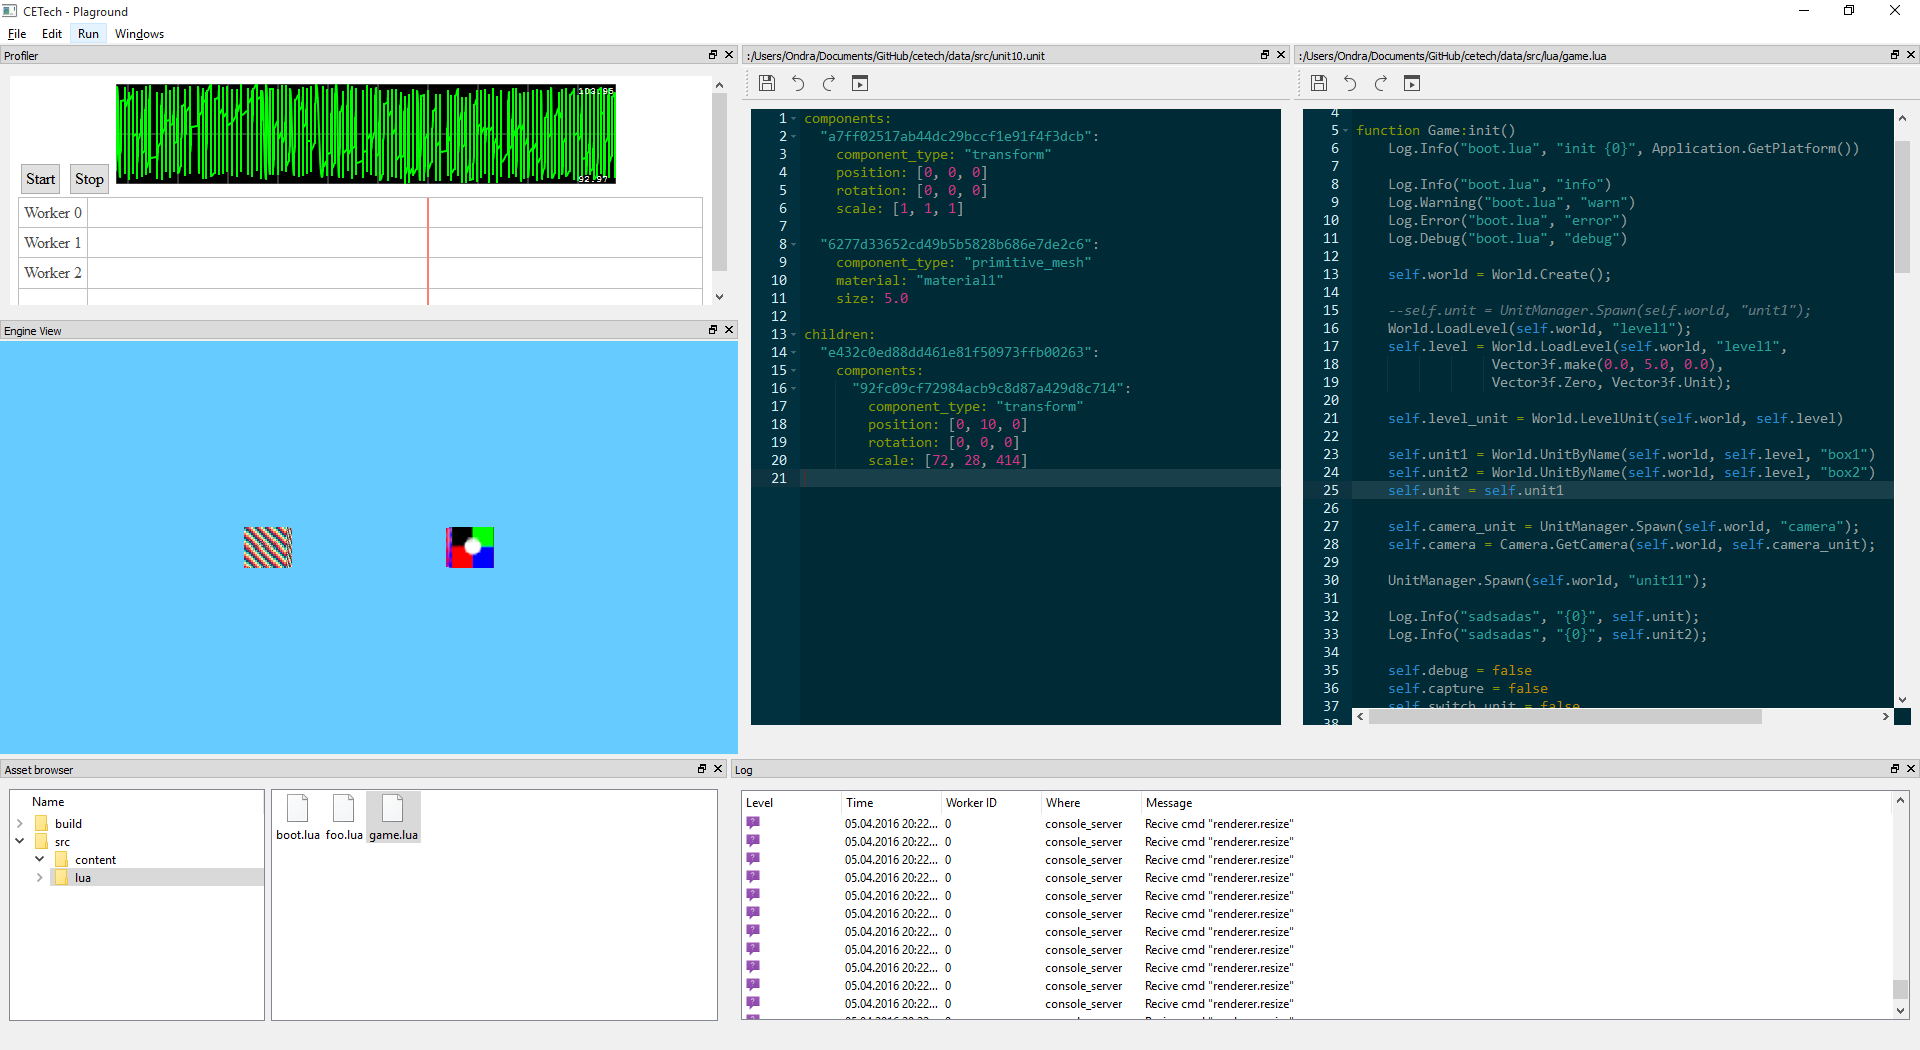 CETech - Plaground
File Edit Run Windows
Profiler
103.95
92.97
Start Stop
Worker 0
Worker 1
Worker 2
Engine View
:/Users/Ondra/Documents/GitHub/cetech/data/src/unit10.unit
1 components:
2 "a7ff02517ab44dc29bccf1e91f4f3dcb":
3 component_type: "transform"
4 position: [0, 0, 0]
5 rotation: [0, 0, 0]
6 scale: [1, 1, 1]
7
8 "6277d33652cd49b5b5828b686e7de2c6":
9 component_type: "primitive_mesh"
10 material: "material1"
11 size: 5.0
12
13 children:
14 "e432c0ed88dd461e81f50973ffb00263":
15 components:
16 "92fc09cf72984acb9c8d87a429d8c714":
17 component_type: "transform"
18 position: [0, 10, 0]
19 rotation: [0, 0, 0]
20 scale: [72, 28, 414]
21
:/Users/Ondra/Documents/GitHub/cetech/data/src/lua/game.lua
4
5 function Game:init()
6 Log.Info("boot.lua", "init {0}", Application.GetPlatform())
7
8 Log.Info("boot.lua", "info")
9 Log.Warning("boot.lua", "warn")
10 Log.Error("boot.lua", "error")
11 Log.Debug("boot.lua", "debug")
12
13 self.world = World.Create();
14
15 --self.unit = UnitManager.Spawn(self.world, "unit1");
16 World.LoadLevel(self.world, "level1");
17 self.level = World.LoadLevel(self.world, "level1",
18 Vector3f.make(0.0, 5.0, 0.0),
19 Vector3f.Zero, Vector3f.Unit);
20
21 self.level_unit = World.LevelUnit(self.world, self.level)
22
23 self.unit1 = World.UnitByName(self.world, self.level, "box1")
24 self.unit2 = World.UnitByName(self.world, self.level, "box2")
25 self.unit = self.unit1
26
27 self.camera_unit = UnitManager.Spawn(self.world, "camera");
28 self.camera = Camera.GetCamera(self.world, self.camera_unit);
29
30 UnitManager.Spawn(self.world, "unit11");
31
32 Log.Info("sadsadas", "{0}", self.unit);
33 Log.Info("sadsadas", "{0}", self.unit2);
34
35 self.debug = false
36 self.capture = false
37 self.switch_unit = false
38
Asset browser
Name
build
src
content
lua
boot.lua foo.lua game.lua
Log
Level Time Worker ID Where Message
05.04.2016 20:22... 0 console_server Recive cmd "renderer.resize"
05.04.2016 20:22... 0 console_server Recive cmd "renderer.resize"
05.04.2016 20:22... 0 console_server Recive cmd "renderer.resize"
05.04.2016 20:22... 0 console_server Recive cmd "renderer.resize"
05.04.2016 20:22... 0 console_server Recive cmd "renderer.resize"
05.04.2016 20:22... 0 console_server Recive cmd "renderer.resize"
05.04.2016 20:22... 0 console_server Recive cmd "renderer.resize"
05.04.2016 20:22... 0 console_server Recive cmd "renderer.resize"
05.04.2016 20:22... 0 console_server Recive cmd "renderer.resize"
05.04.2016 20:22... 0 console_server Recive cmd "renderer.resize"
05.04.2016 20:22... 0 console_server Recive cmd "renderer.resize"